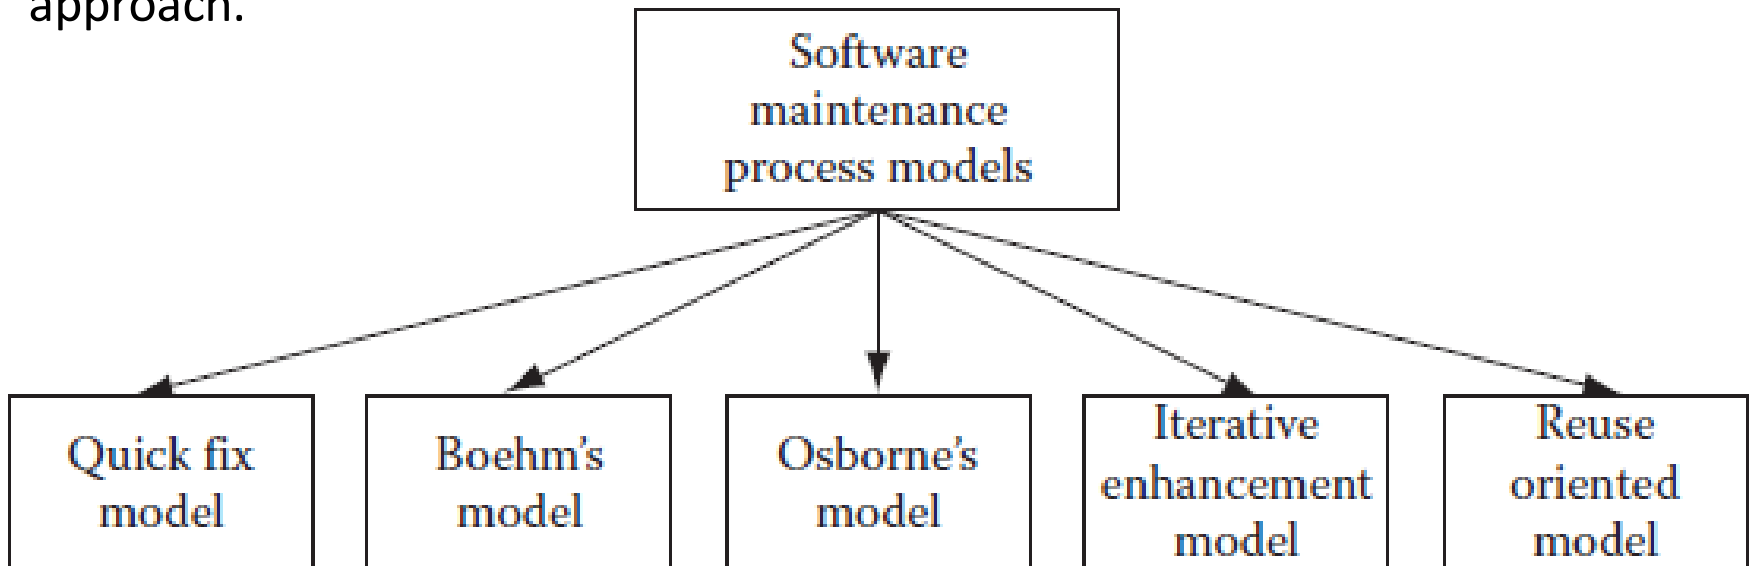 approach.
Software
maintenance
process models
Quick fix
model
Boehm's
model
Osborne's
model
Iterative
enhancement
model
Reuse
oriented
model